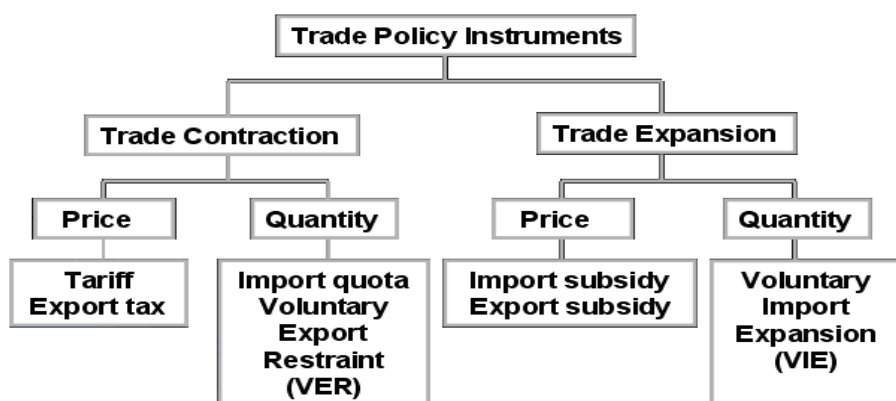 Trade Policy Instruments
Trade Contraction
Trade Expansion
Price
Quantity
Price
Quantity
Tariff
Export tax
Import quota
Voluntary
Export
Restraint
(VER)
Import subsidy
Export subsidy
Voluntary
Import
Expansion
(VIE)